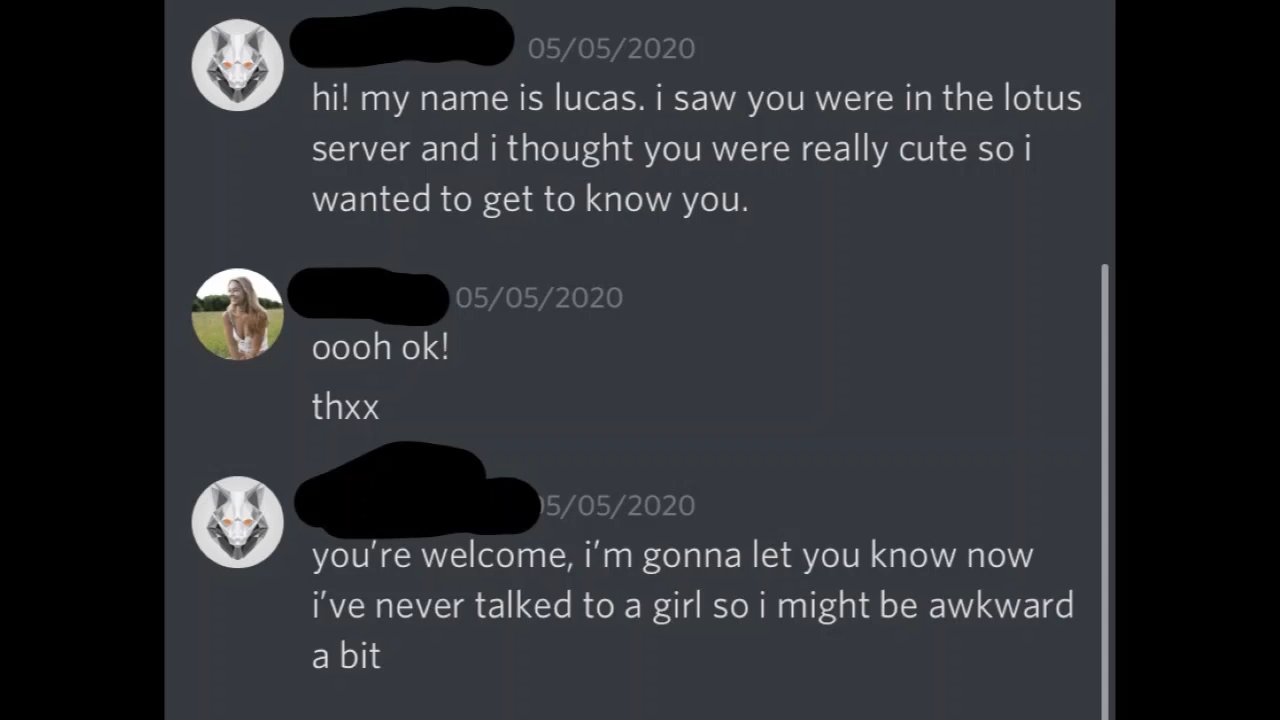 05/05/2020
hi! my name is lucas. i saw you were in the lotus
server and i thought you were really cute so i
wanted to get to know you.
05/05/2020
oooh ok!
thxx
5/05/2020
you're welcome, i'm gonna let you know now
i've never talked to a girl so i might be awkward
a bit